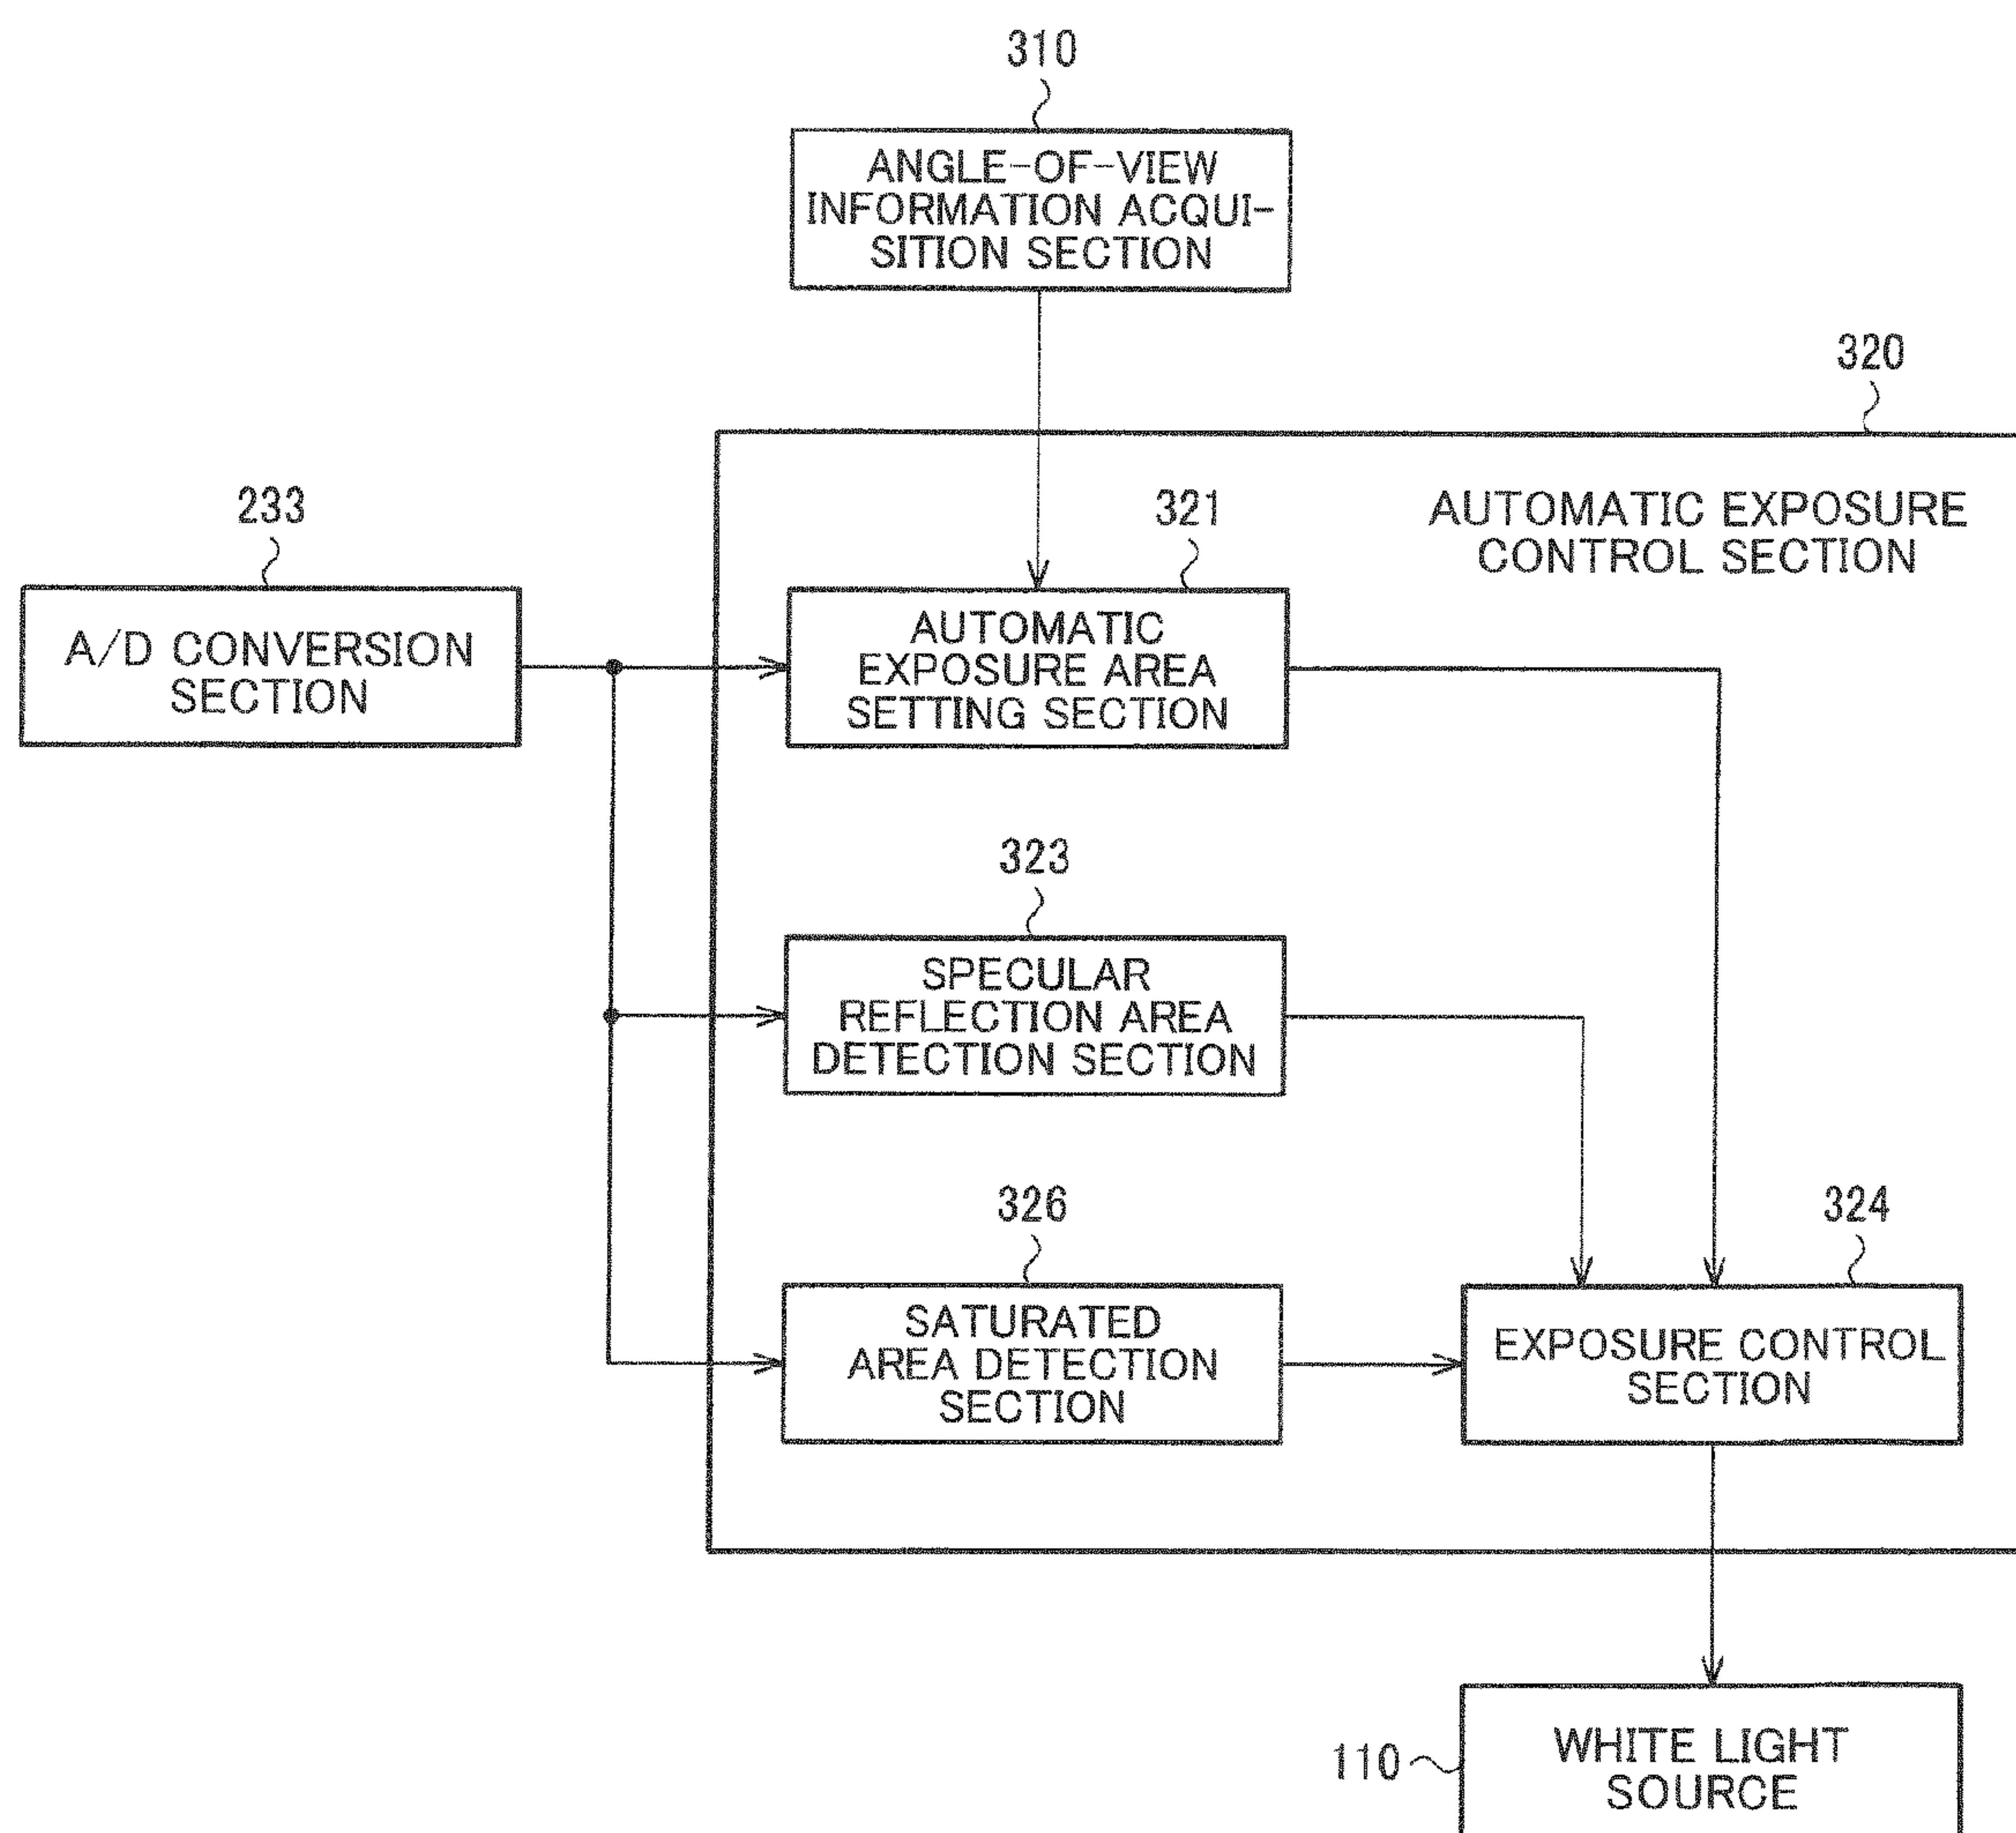 310
ANGLE-OF-VIEW
INFORMATION ACQUI-
SITION SECTION
320
AUTOMATIC EXPOSURE
CONTROL SECTION
233
A/D CONVERSION
SECTION
321
AUTOMATIC
EXPOSURE AREA
SETTING SECTION
323
SPECULAR
REFLECTION AREA
DETECTION SECTION
326
SATURATED
AREA DETECTION
SECTION
324
EXPOSURE CONTROL
SECTION
110
WHITE LIGHT
SOURCE